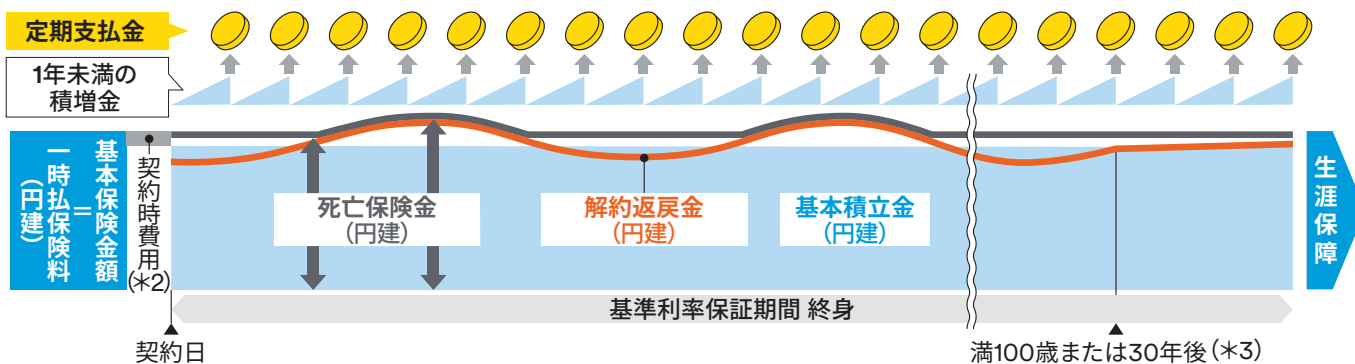 定期支払金
1年未満の
積増金
基本保険金額
＝
一時払保険料
（円建）
契約時費用
(＊2)
死亡保険金
（円建）
解約返戻金
（円建）
基本積立金
（円建）
生涯保障
基準利率保証期間 終身
契約日
満100歳または30年後(＊3)